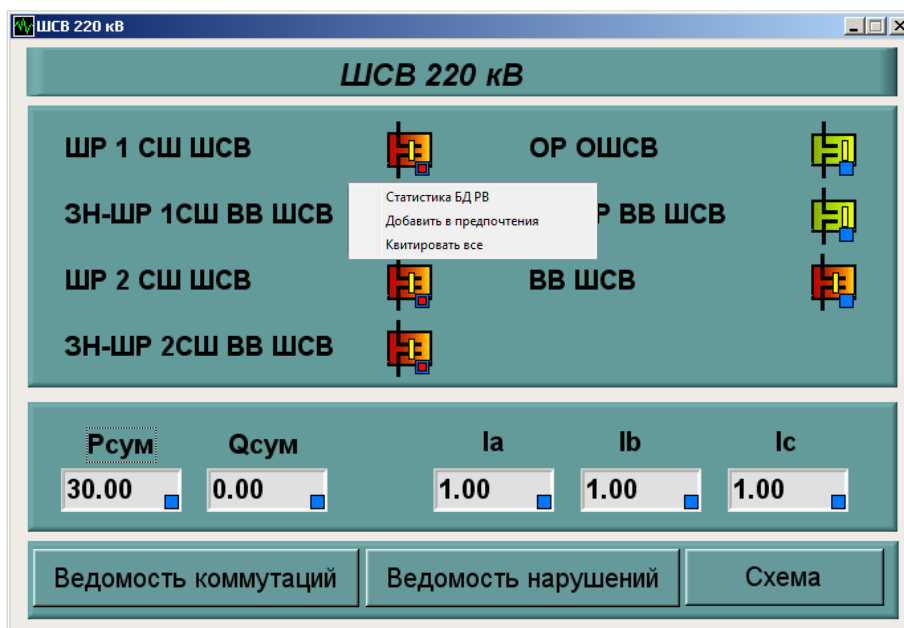 ШСВ 220 кВ
ШСВ 220 кВ
ШР 1 СШ ШСВ
ОР ОШСВ
Статистика БД РВ
Добавить в предпочтения
Квитировать все
ЗН-ШР 1СШ ВВ ШСВ
Р ВВ ШСВ
ШР 2 СШ ШСВ
ВВ ШСВ
ЗН-ШР 2СШ ВВ ШСВ
Pсум
Qсум
Ia
Ib
Ic
30.00
0.00
1.00
1.00
1.00
Ведомость коммутаций
Ведомость нарушений
Схема